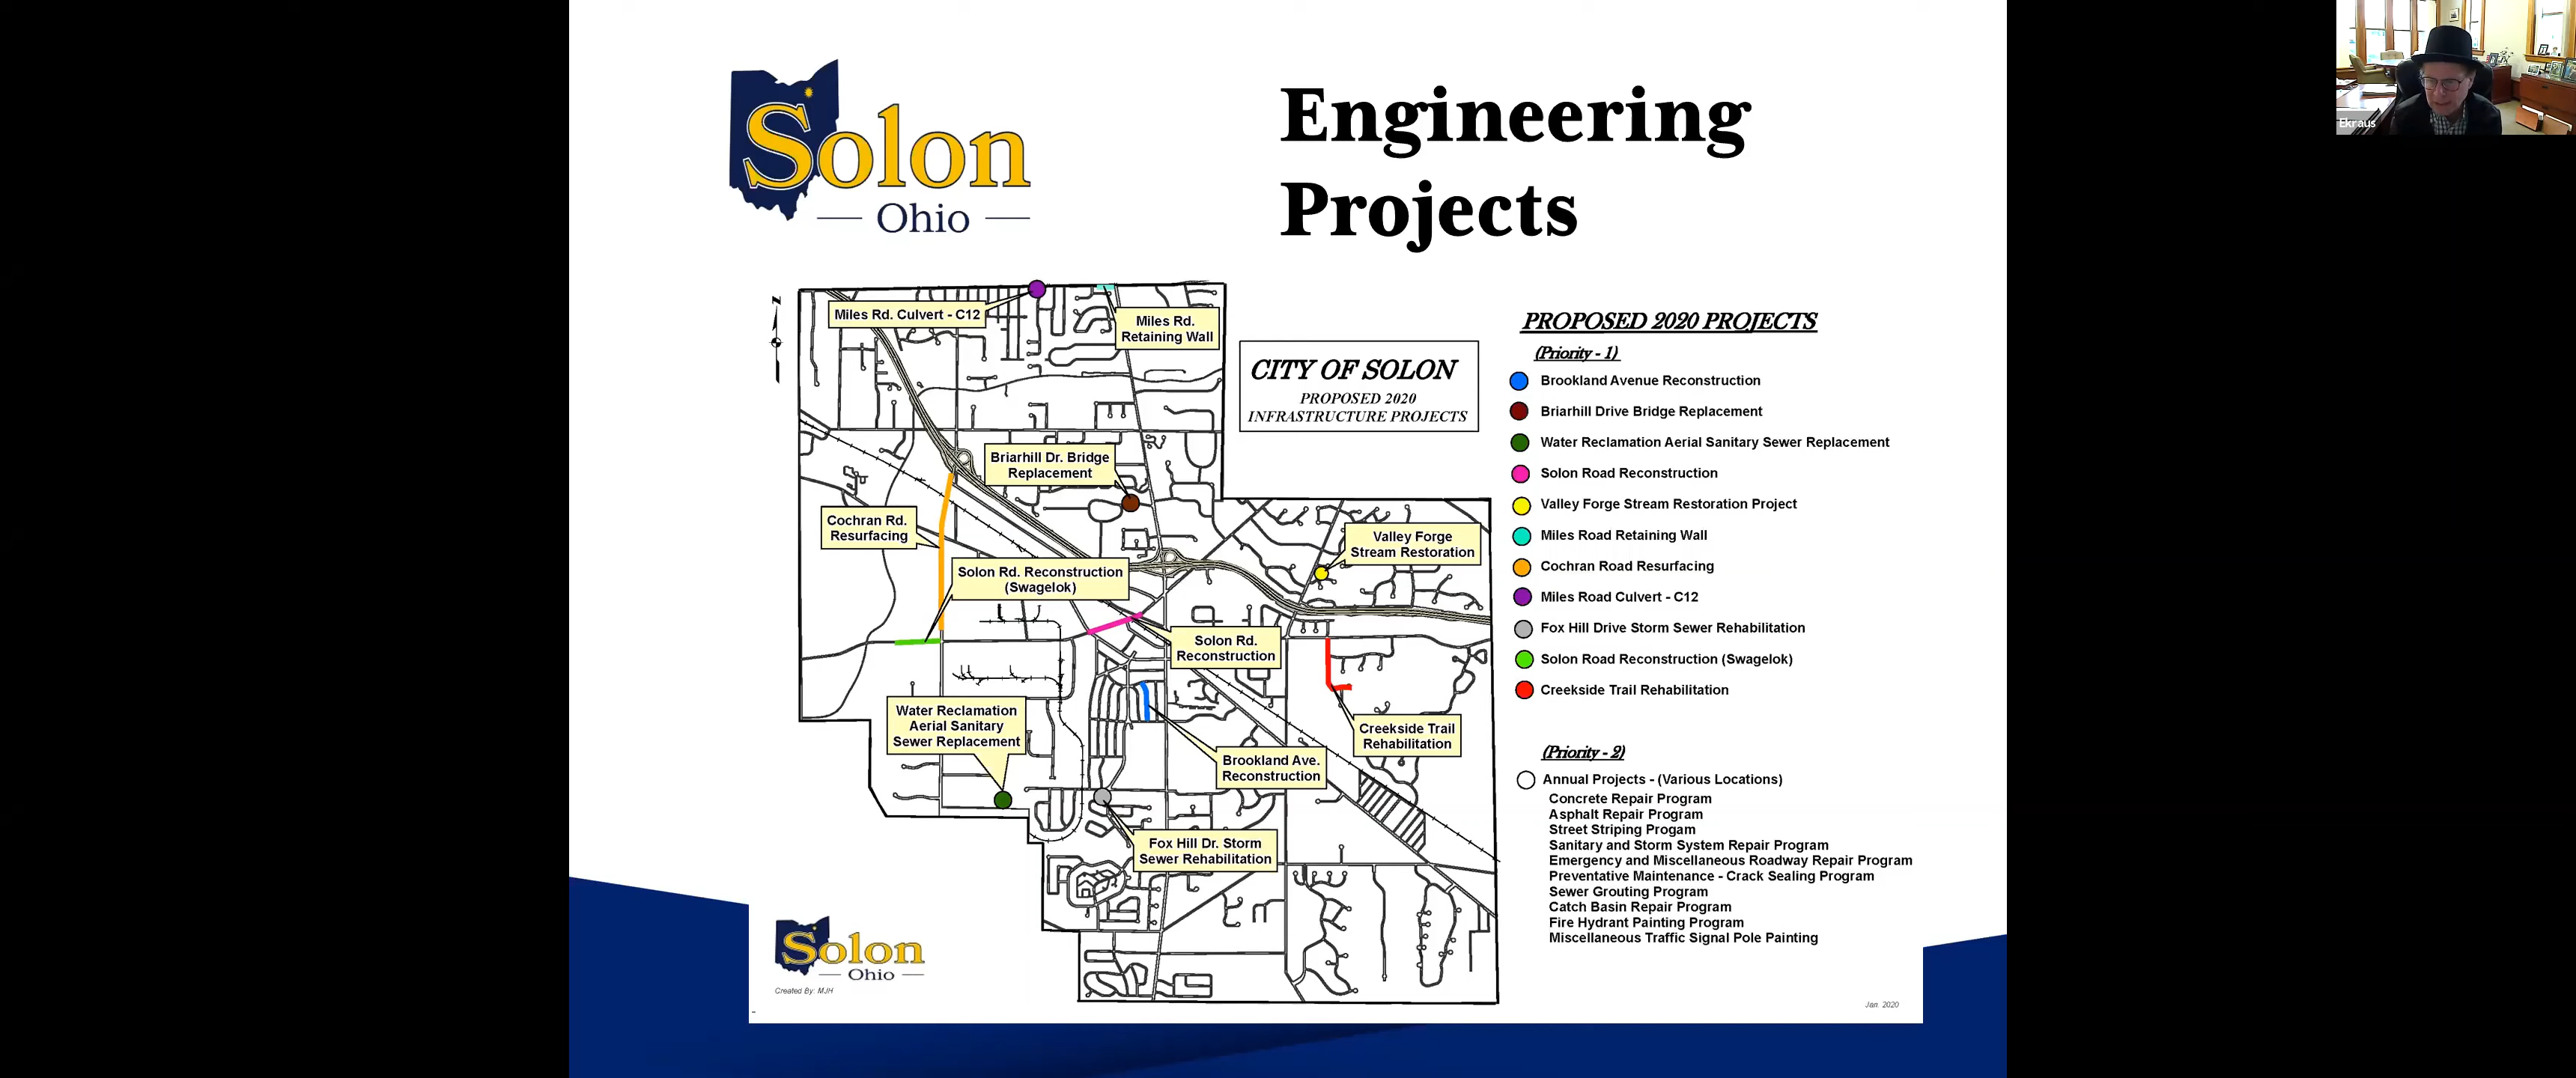 Solon
Ohio
Engineering
Projects
Ekraus
N
Miles Rd. Culvert - C12
Miles Rd.
Retaining Wall
CITY OF SOLON
PROPOSED 2020
INFRASTRUCTURE PROJECTS
Briarhill Dr. Bridge
Replacement
Cochran Rd.
Resurfacing
Valley Forge
Stream Restoration
Solon Rd. Reconstruction
(Swagelok)
Solon Rd.
Reconstruction
Water Reclamation
Aerial Sanitary
Sewer Replacement
Creekside Trail
Rehabilitation
Brookland Ave.
Reconstruction
Fox Hill Dr. Storm
Sewer Rehabilitation
PROPOSED 2020 PROJECTS
(Priority - 1)
Brookland Avenue Reconstruction
Briarhill Drive Bridge Replacement
Water Reclamation Aerial Sanitary Sewer Replacement
Solon Road Reconstruction
Valley Forge Stream Restoration Project
Miles Road Retaining Wall
Cochran Road Resurfacing
Miles Road Culvert - C12
Fox Hill Drive Storm Sewer Rehabilitation
Solon Road Reconstruction (Swagelok)
Creekside Trail Rehabilitation
(Priority - 2)
Annual Projects - (Various Locations)
Concrete Repair Program
Asphalt Repair Program
Street Striping Progam
Sanitary and Storm System Repair Program
Emergency and Miscellaneous Roadway Repair Program
Preventative Maintenance - Crack Sealing Program
Sewer Grouting Program
Catch Basin Repair Program
Fire Hydrant Painting Program
Miscellaneous Traffic Signal Pole Painting
Solon
Ohio
Created By: MJH
Jan. 2020